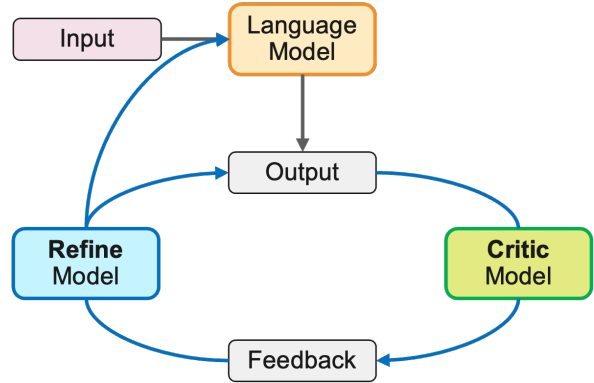 Input
Language
Model
Output
Refine
Model
Critic
Model
Feedback